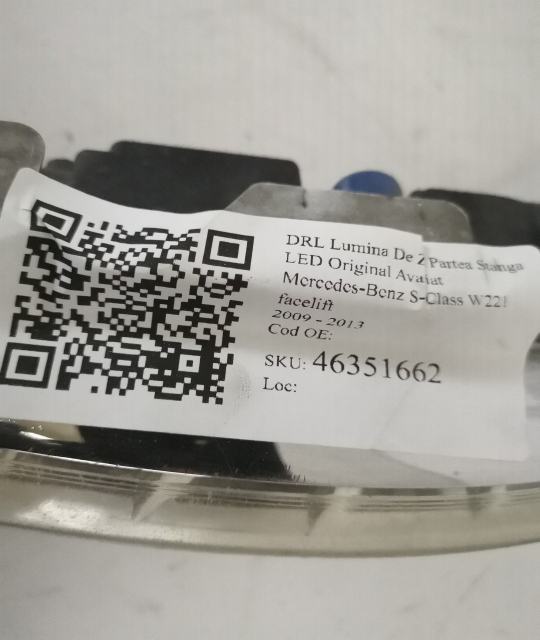 DRL Lumina De Z Partea Stanga
LED Original Avariat
Mercedes-Benz S-Class W221
facelift
2009 - 2013
Cod OE:
SKU: 46351662
Loc: